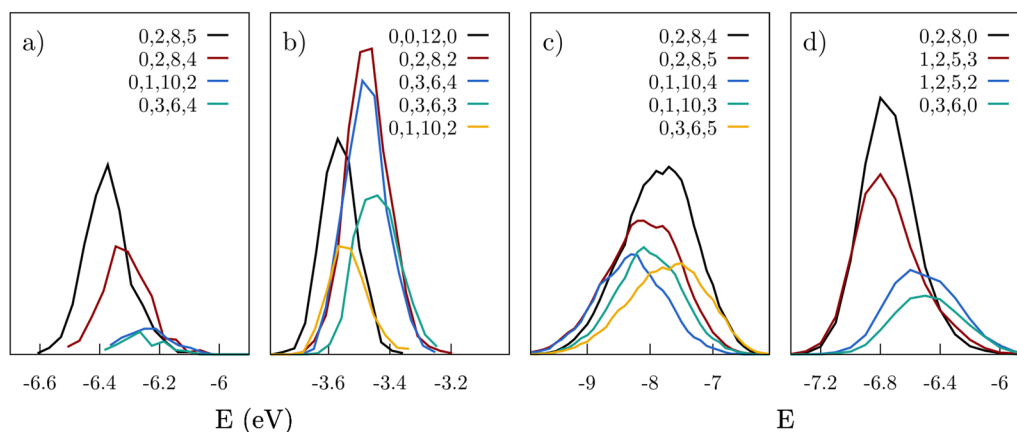 a)
0,2,8,5
0,2,8,4
0,1,10,2
0,3,6,4
-6.6 -6.4 -6.2 -6
b)
0,0,12,0
0,2,8,2
0,3,6,4
0,3,6,3
0,1,10,2
-3.6 -3.4 -3.2
E (eV)
c)
0,2,8,4
0,2,8,5
0,1,10,4
0,1,10,3
0,3,6,5
-9 -8 -7
d)
0,2,8,0
1,2,5,3
1,2,5,2
0,3,6,0
-7.2 -6.8 -6.4 -6
E